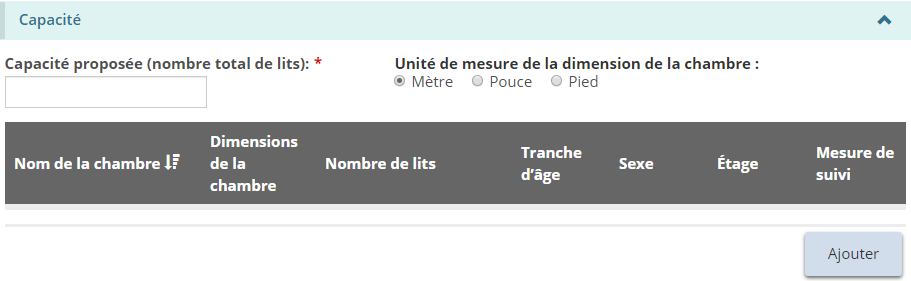 Capacité
Capacité proposée (nombre total de lits): *
Unité de mesure de la dimension de la chambre :
Mètre Pouce Pied
Nom de la chambre
Dimensions de la chambre
Nombre de lits
Tranche d'âge
Sexe
Étage
Mesure de suivi
Ajouter